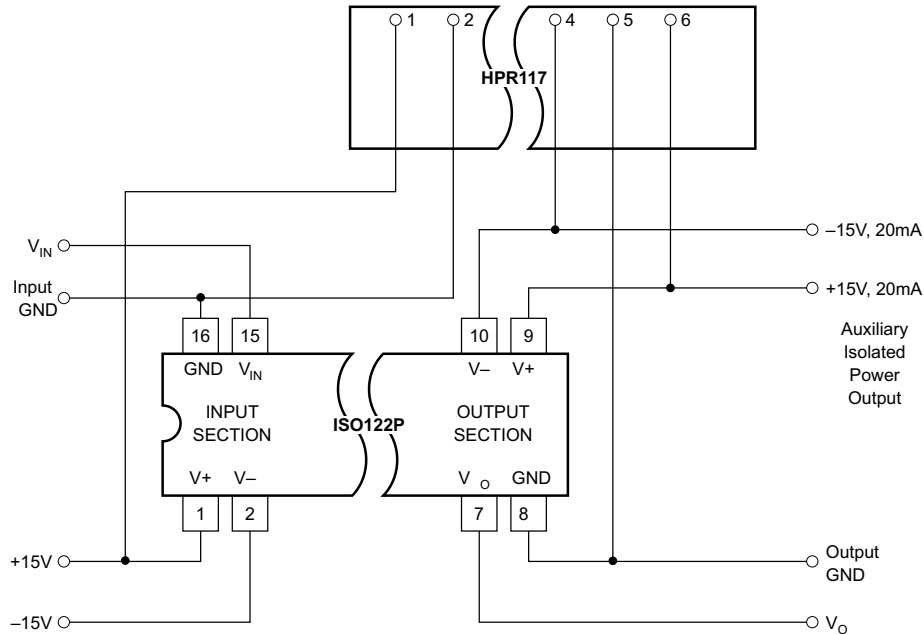 1
2
4
5
6
HPR117
V_IN
–15V, 20mA
Input
GND
+15V, 20mA
16
15
10
9
Auxiliary
Isolated
Power
Output
GND
V_IN
V–
V+
INPUT
SECTION
ISO122P
OUTPUT
SECTION
V+
V–
V_O
GND
1
2
7
8
+15V
Output
GND
–15V
V_O